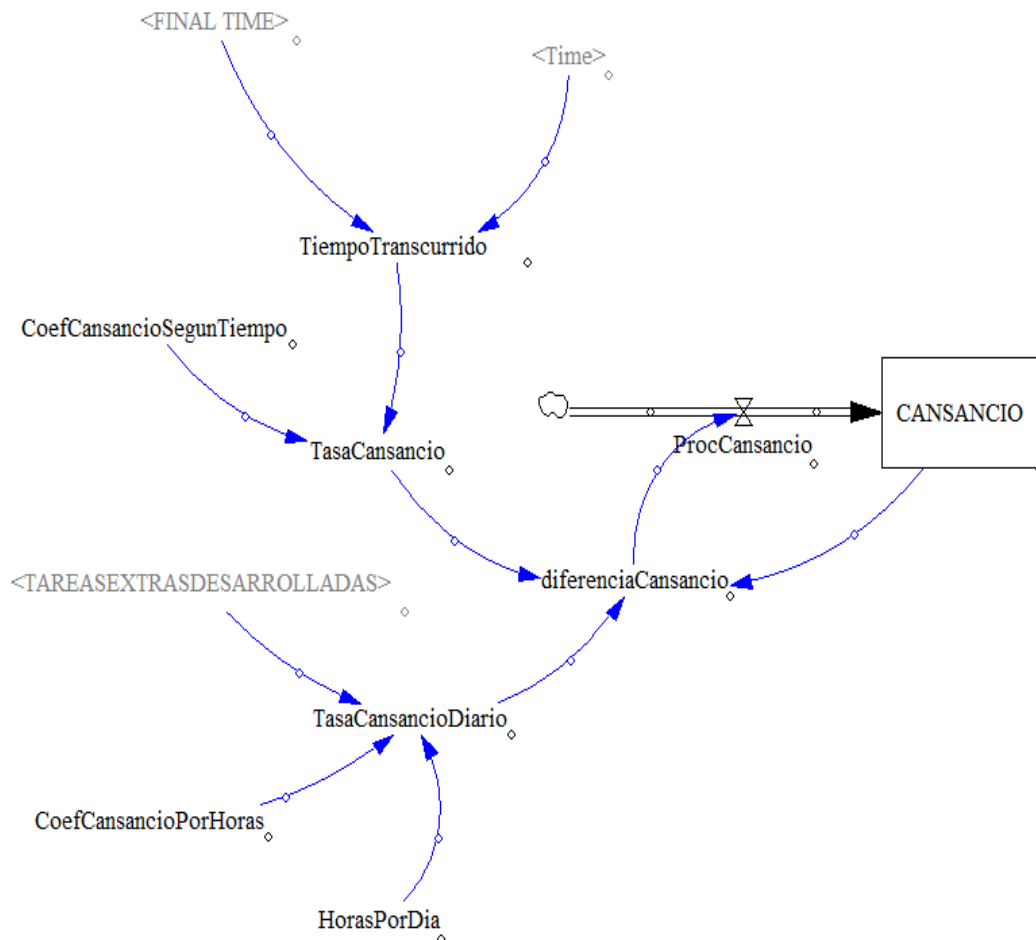 <FINAL TIME>
<Time>
TiempoTranscurrido
CoefCansancioSegunTiempo
CANSANCIO
ProcCansancio
TasaCansancio
diferenciaCansancio
<TAREASEXTRASDESARROLLADAS>
TasaCansancioDiario
CoefCansancioPorHoras
HorasPorDia